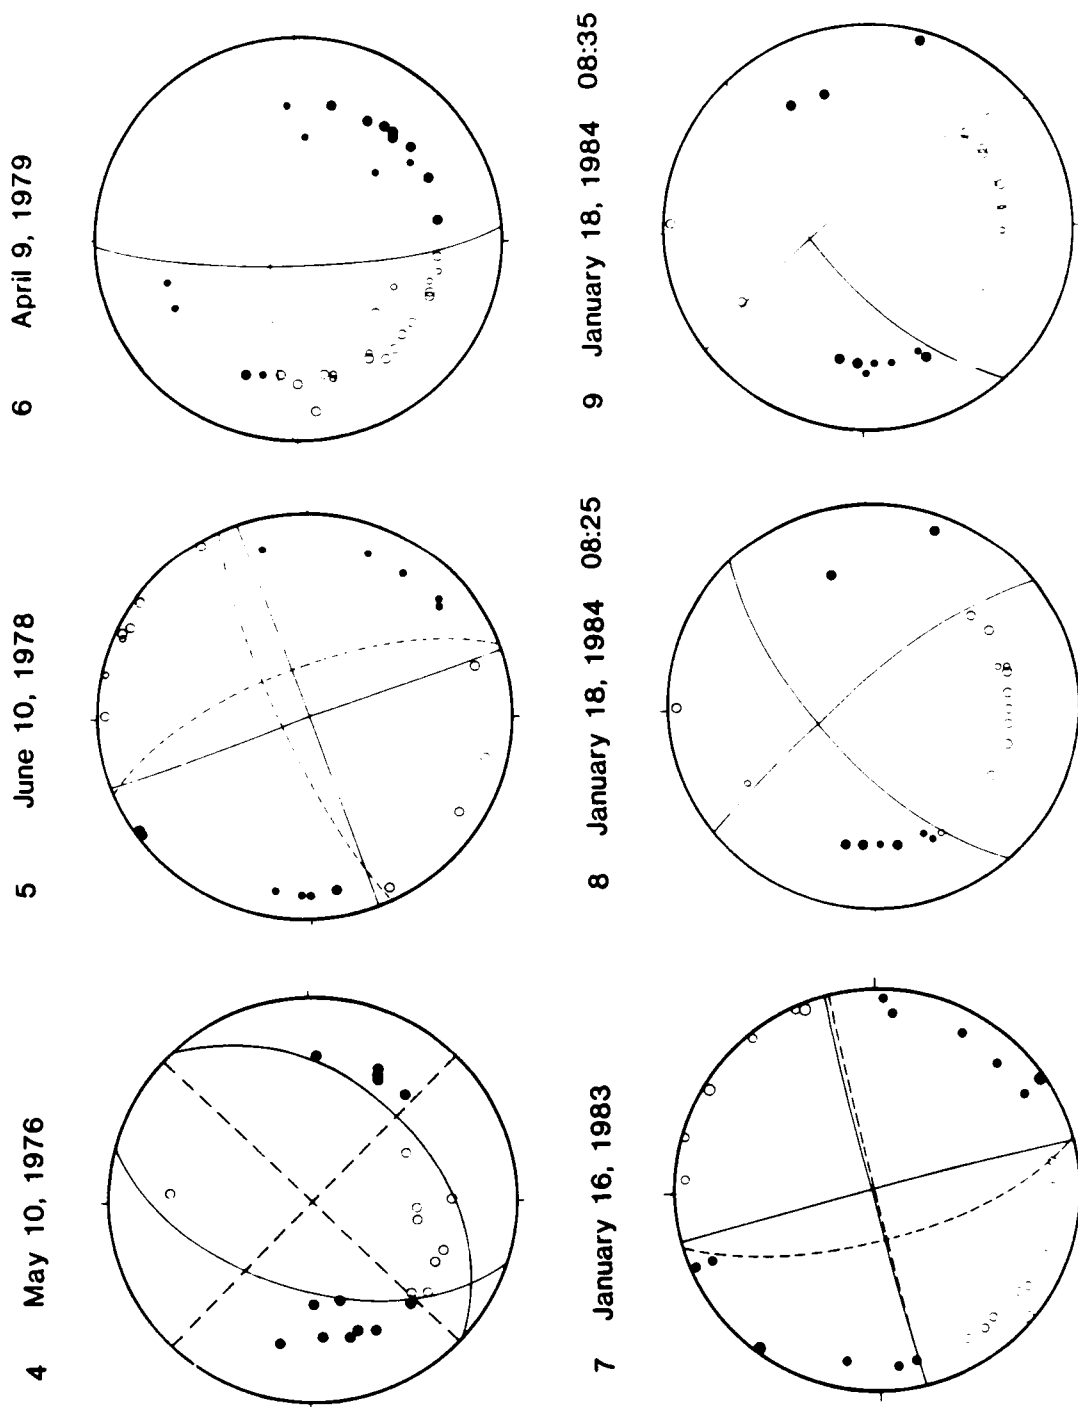 4 May 10, 1976
5 June 10, 1978
6 April 9, 1979
7 January 16, 1983
8 January 18, 1984 08:25
9 January 18, 1984 08:35